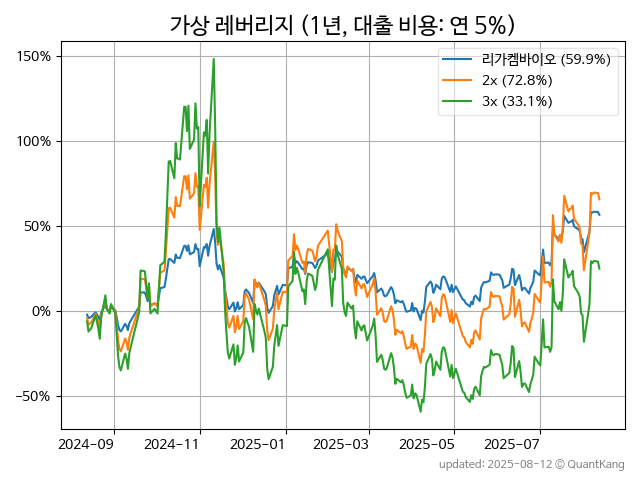 가상 레버리지 (1년, 대출 비용: 연 5%)
리가켐바이오 (59.9%)
2x (72.8%)
3x (33.1%)
150%
100%
50%
0%
−50%
2024-09
2024-11
2025-01
2025-03
2025-05
2025-07
updated: 2025-08-12 © QuantKang